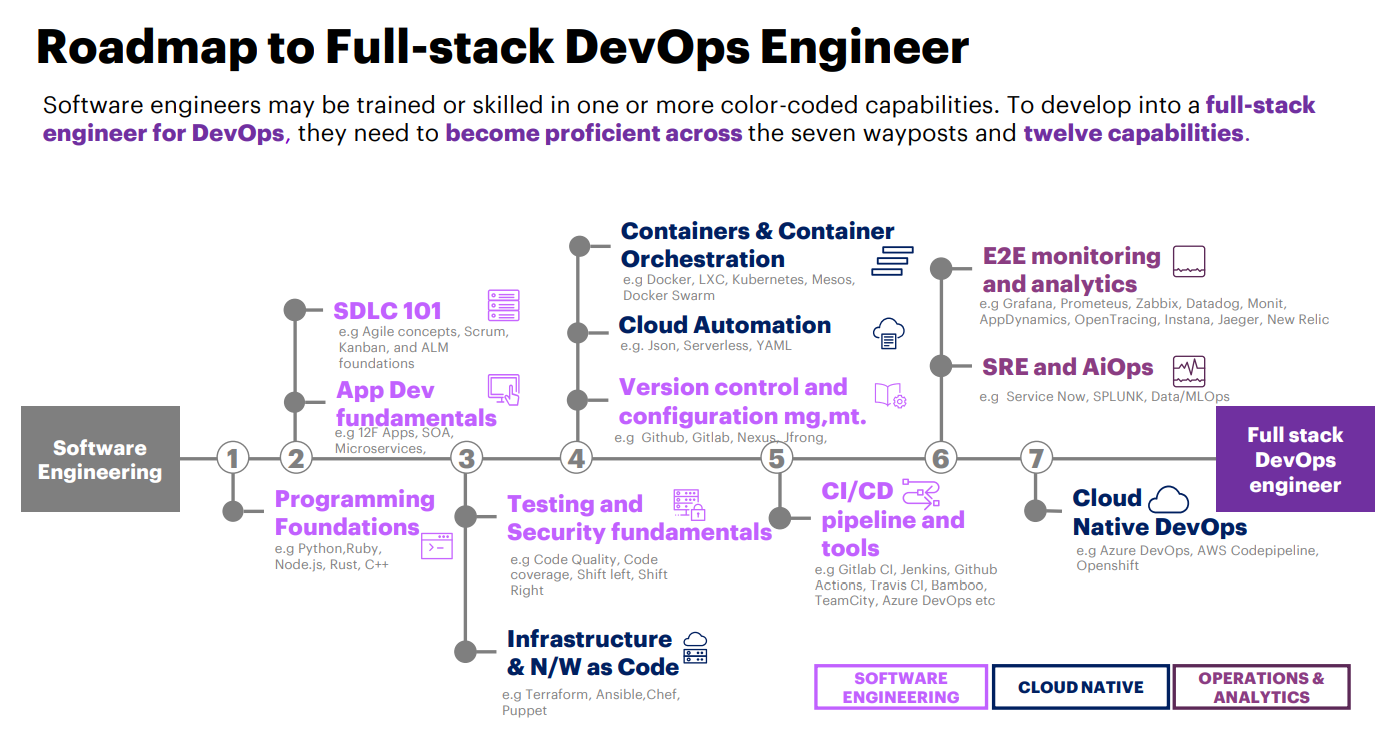 Roadmap to Full-stack DevOps Engineer
Software engineers may be trained or skilled in one or more color-coded capabilities. To develop into a full-stack
engineer for DevOps, they need to become proficient across the seven wayposts and twelve capabilities.
Software
Engineering
1
Programming
Foundations
e.g Python,Ruby,
Node.js, Rust, C++
2
SDLC 101
e.g Agile concepts, Scrum,
Kanban, and ALM
foundations
App Dev
fundamentals
e.g 12F Apps, SOA,
Microservices,
3
Testing and
Security fundamentals
e.g Code Quality, Code
coverage, Shift left, Shift
Right
Infrastructure
& N/W as Code
e.g Terraform, Ansible,Chef,
Puppet
4
Containers & Container
Orchestration
e.g Docker, LXC, Kubernetes, Mesos,
Docker Swarm
Cloud Automation
e.g. Json, Serverless, YAML
Version control and
configuration mg,mt.
e.g Github, Gitlab, Nexus, Jfrong,
5
CI/CD
pipeline and
tools
e.g Gitlab CI, Jenkins, Github
Actions, Travis CI, Bamboo,
TeamCity, Azure DevOps etc
6
E2E monitoring
and analytics
e.g Grafana, Prometeus, Zabbix, Datadog, Monit,
AppDynamics, OpenTracing, Instana, Jaeger, New Relic
SRE and AiOps
e.g Service Now, SPLUNK, Data/MLOps
7
Cloud
Native DevOps
e.g Azure DevOps, AWS Codepipeline,
Openshift
Full stack
DevOps
engineer
SOFTWARE
ENGINEERING
CLOUD NATIVE
OPERATIONS &
ANALYTICS